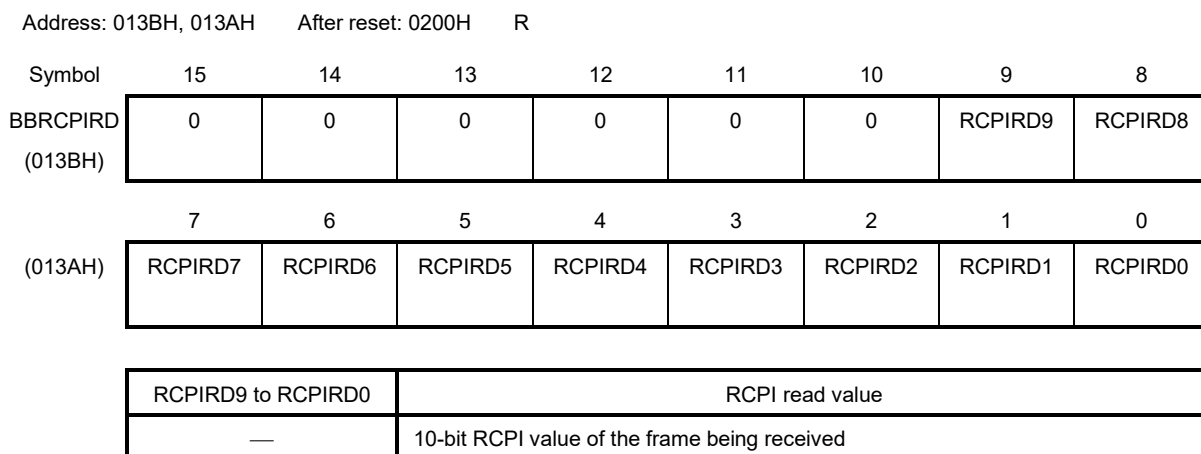 Address: 013BH, 013AH After reset: 0200H R
Symbol 15 14 13 12 11 10 9 8
BBRCPIRD 0 0 0 0 0 0 RCPIRD9 RCPIRD8
(013BH)
7 6 5 4 3 2 1 0
(013AH) RCPIRD7 RCPIRD6 RCPIRD5 RCPIRD4 RCPIRD3 RCPIRD2 RCPIRD1 RCPIRD0
RCPIRD9 to RCPIRD0 RCPI read value
— 10-bit RCPI value of the frame being received